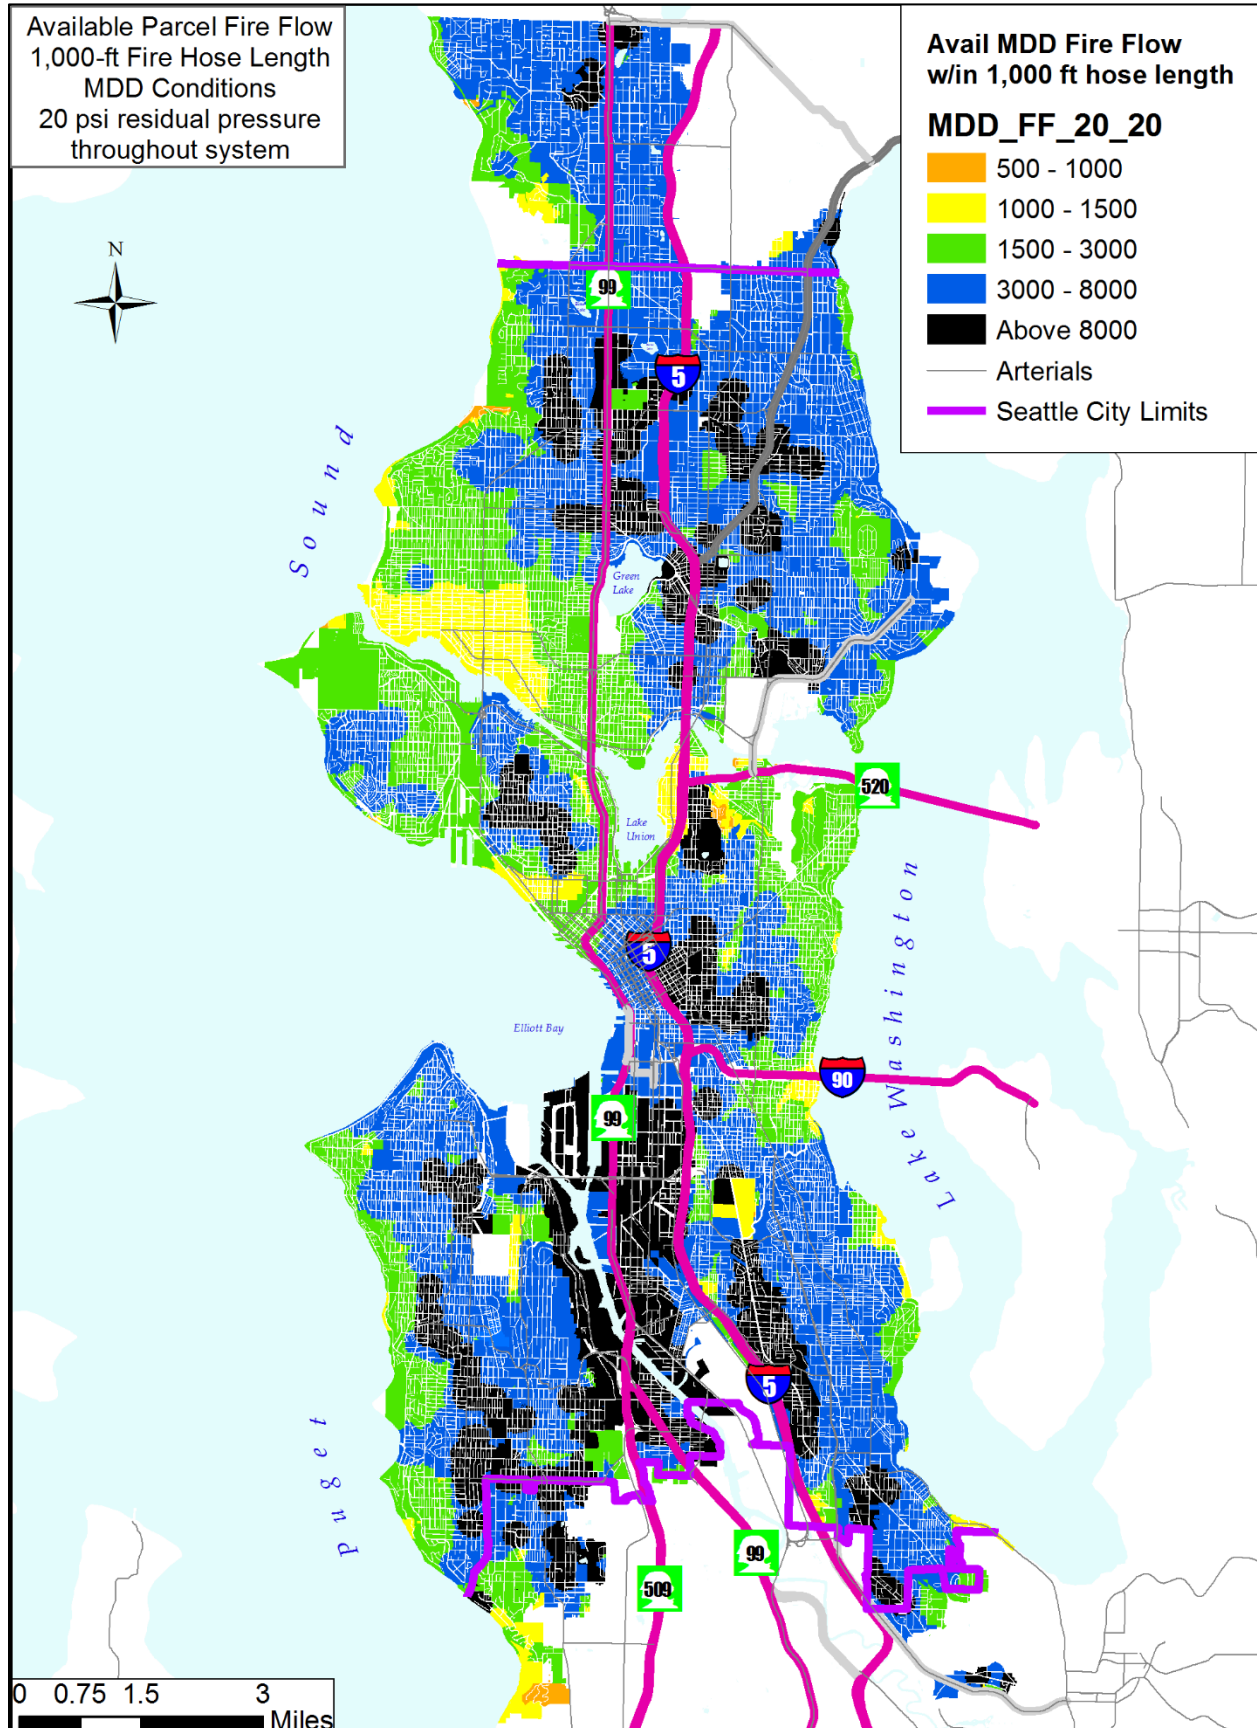 Available Parcel Fire Flow
1,000-ft Fire Hose Length
MDD Conditions
20 psi residual pressure
throughout system
Avail MDD Fire Flow
w/in 1,000 ft hose length
MDD_FF_20_20
500 - 1000
1000 - 1500
1500 - 3000
3000 - 8000
Above 8000
Arterials
Seattle City Limits
N
99
5
Sound
Green
Lake
520
Lake
Union
5
Lake Washington
Elliott Bay
90
99
5
Puget
99
509
0 0.75 1.5 3
Miles